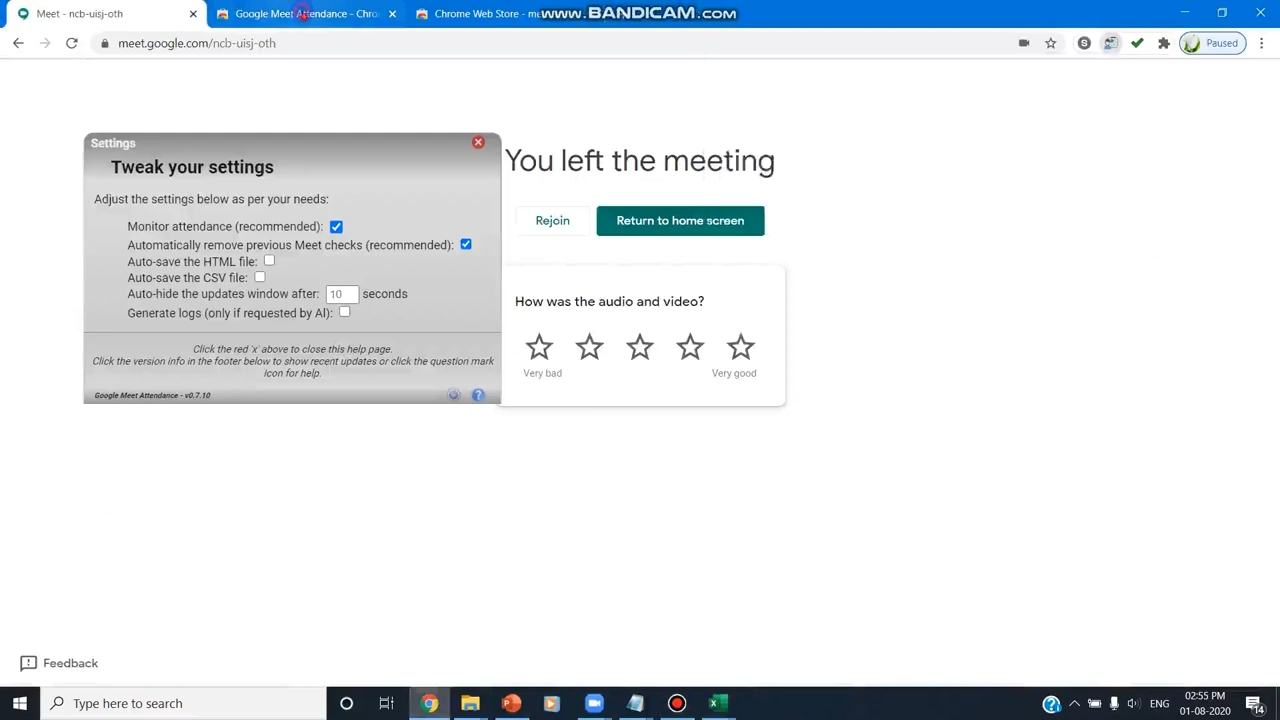 Meet - ncb-uisj-oth
Google Meet Attendance - Chro
Chrome Web Store - me
www.BANDICAM.com
meet.google.com/ncb-uisj-oth
S
Paused
Settings
Tweak your settings
Adjust the settings below as per your needs:
Monitor attendance (recommended):
Automatically remove previous Meet checks (recommended):
Auto-save the HTML file:
Auto-save the CSV file:
Auto-hide the updates window after: 10 seconds
Generate logs (only if requested by Al):
Click the red 'x' above to close this help page.
Click the version info in the footer below to show recent updates or click the question mark
icon for help.
Google Meet Attendance - v0.7.10
You left the meeting
Rejoin
Return to home screen
How was the audio and video?
Very bad
Very good
Feedback
Type here to search
ENG
02:55 PM
01-08-2020
14